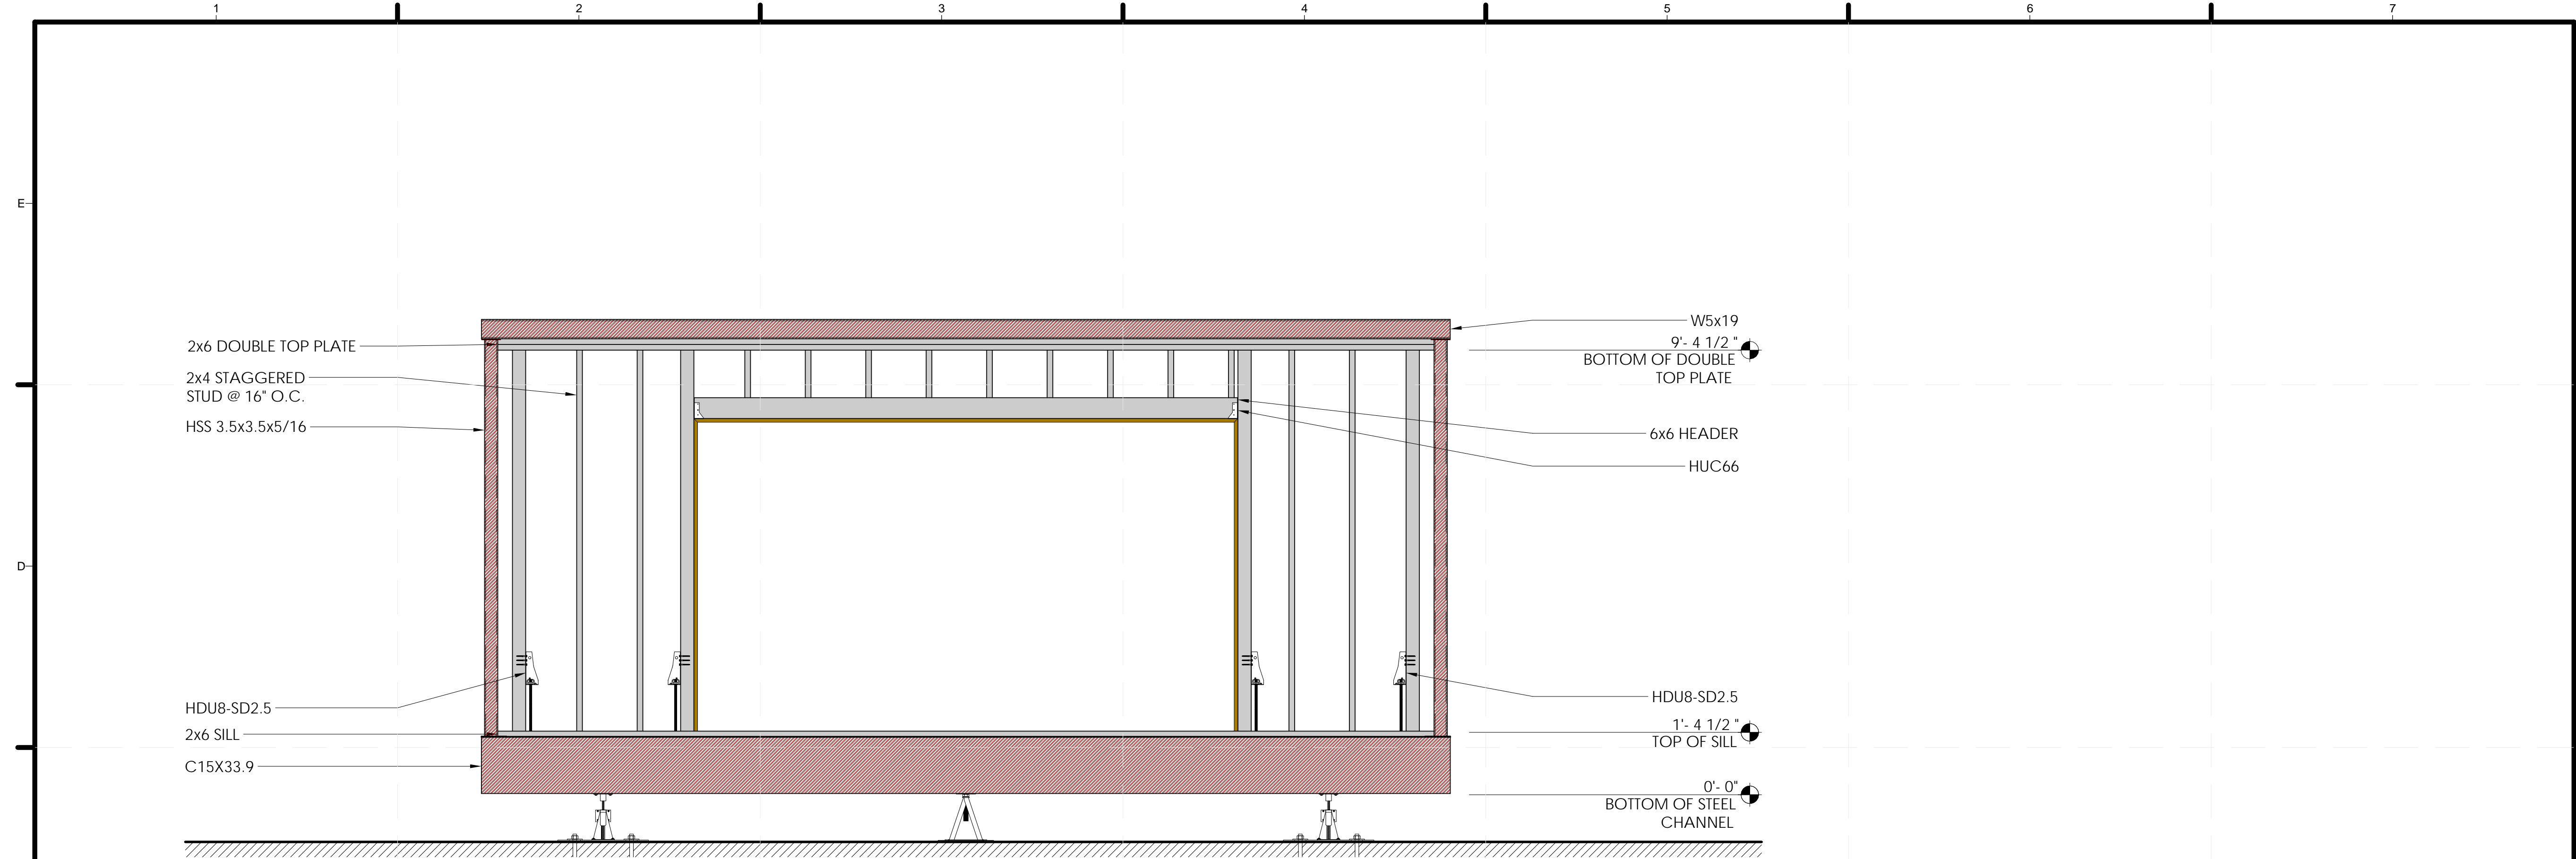 1 2 3 4 5 6 7
E
D
2x6 DOUBLE TOP PLATE
2x4 STAGGERED
STUD @ 16" O.C.
HSS 3.5x3.5x5/16
HDU8-SD2.5
2x6 SILL
C15X33.9
W5x19
9'- 4 1/2 "
BOTTOM OF DOUBLE
TOP PLATE
6x6 HEADER
HUC66
HDU8-SD2.5
1'- 4 1/2 "
TOP OF SILL
0'- 0"
BOTTOM OF STEEL
CHANNEL